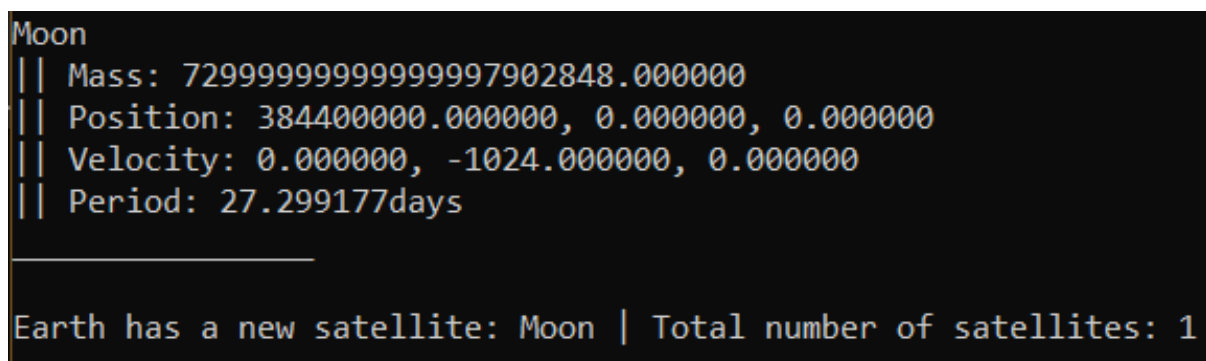 Moon
|| Mass: 72999999999999997902848.000000
|| Position: 384400000.000000, 0.000000, 0.000000
|| Velocity: 0.000000, -1024.000000, 0.000000
|| Period: 27.299177days
________________
Earth has a new satellite: Moon | Total number of satellites: 1